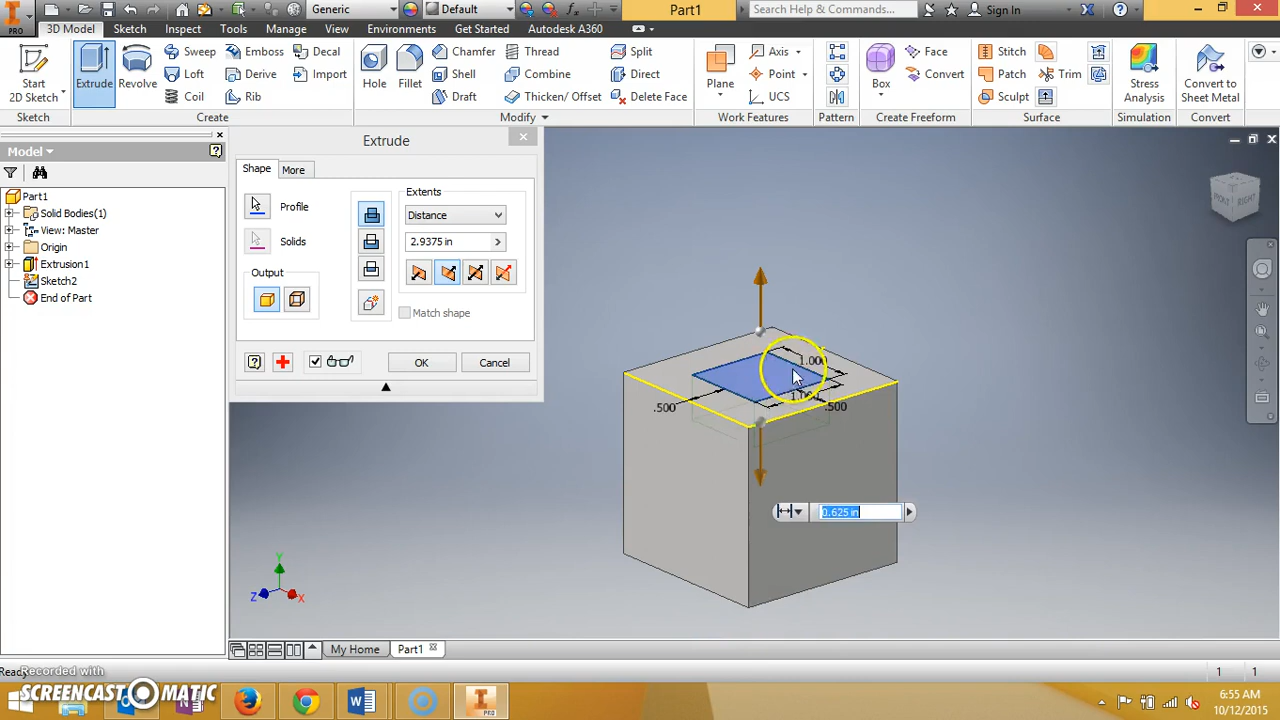 Generic Default Part1 Search Help & Commands... Sign In
PRO 3D Model Sketch Inspect Tools Manage View Environments Get Started Autodesk A360
Start 2D Sketch Extrude Revolve Sweep Emboss Decal Hole Fillet Chamfer Thread Split Plane Axis Box Face Stitch Stress Analysis Convert to Sheet Metal
Loft Derive Import Shell Combine Direct Point Convert Patch Trim
Coil Rib Draft Thicken/ Offset Delete Face UCS Sculpt
Sketch Create Modify Work Features Pattern Create Freeform Surface Simulation Convert
Model
Part1
Solid Bodies(1)
View: Master
Origin
Extrusion1
Sketch2
End of Part
Extrude
Shape More
Extents
Profile
Distance
Solids
2.9375 in
Output
Match shape
OK Cancel
RIGHT
1.000
.500
.500
0.625 in
Y
Z
X
My Home Part1
Ready
Recorded with
SCREENCAST MATIC
1 1
6:55 AM
10/12/2015